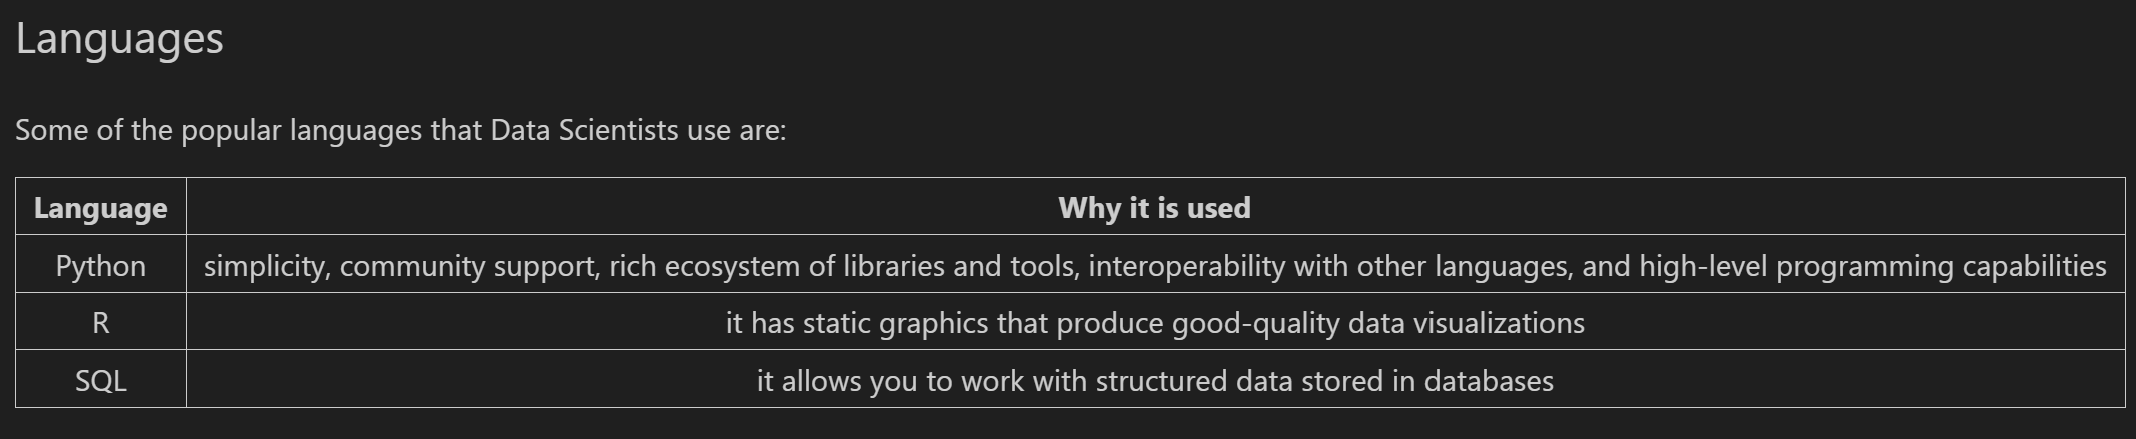 Languages
Some of the popular languages that Data Scientists use are:
Language Why it is used
Python simplicity, community support, rich ecosystem of libraries and tools, interoperability with other languages, and high-level programming capabilities
R it has static graphics that produce good-quality data visualizations
SQL it allows you to work with structured data stored in databases